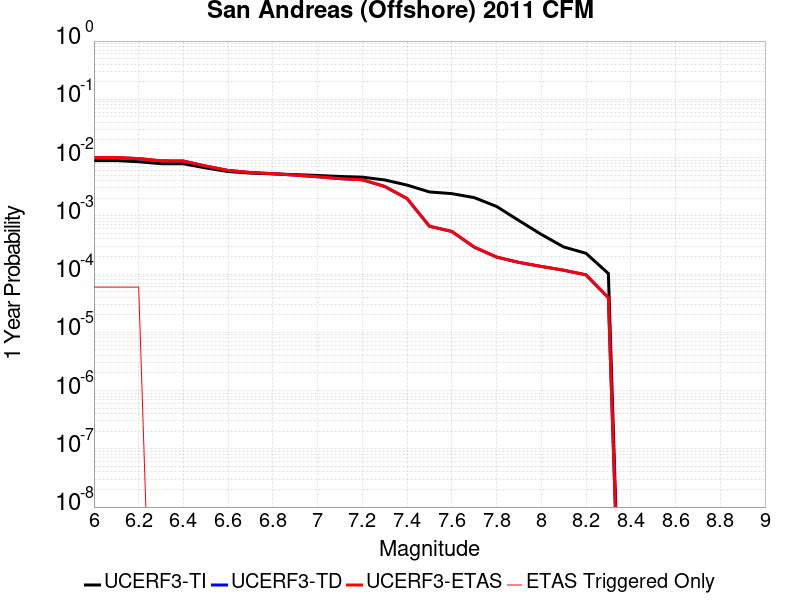 San Andreas (Offshore) 2011 CFM
10^0
10^-1
10^-2
10^-3
10^-4
10^-5
10^-6
10^-7
10^-8
1 Year Probability
6 6.2 6.4 6.6 6.8 7 7.2 7.4 7.6 7.8 8 8.2 8.4 8.6 8.8 9
Magnitude
UCERF3-TI UCERF3-TD UCERF3-ETAS ETAS Triggered Only